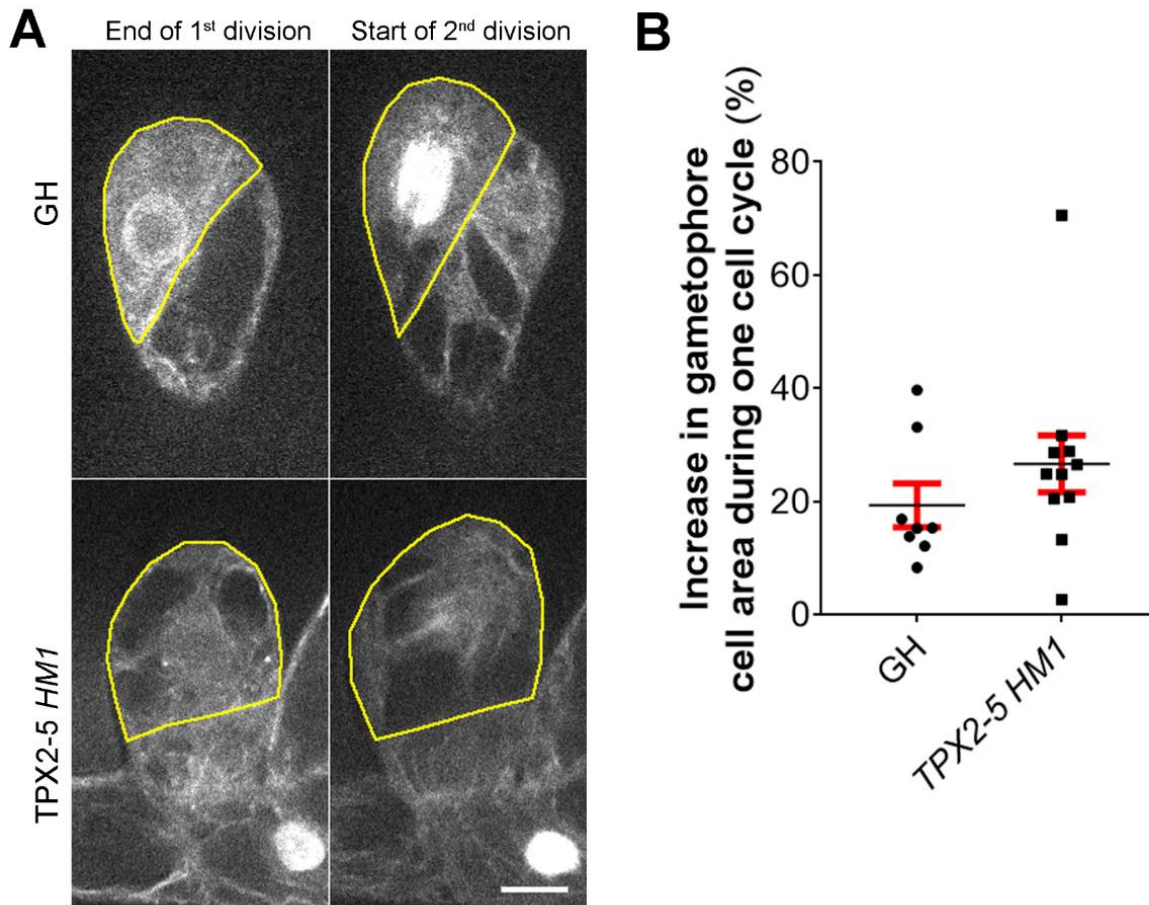 A
End of 1st division
Start of 2nd division
GH
TPX2-5 HM1
B
Increase in gametophore
cell area during one cell cycle (%)
80
60
40
20
0
GH
TPX2-5 HM1